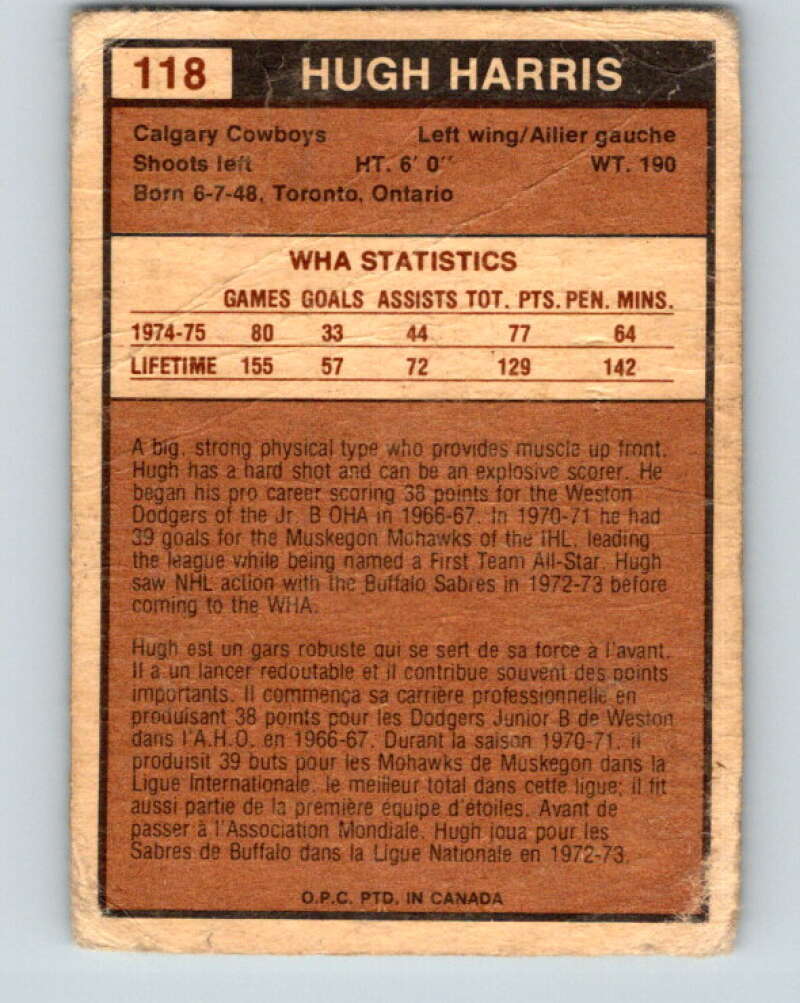 118 HUGH HARRIS
Calgary Cowboys Left wing/Ailier gauche
Shoots left HT. 6' 0" WT. 190
Born 6-7-48, Toronto, Ontario
WHA STATISTICS
GAMES GOALS ASSISTS TOT. PTS. PEN. MINS.
1974-75 80 33 44 77 64
LIFETIME 155 57 72 129 142
A big, strong physical type who provides muscle up front.
Hugh has a hard shot and can be an explosive scorer. He
began his pro career scoring 38 points for the Weston
Dodgers of the Jr. B OHA in 1966-67. In 1970-71 he had
39 goals for the Muskegon Mohawks of the IHL, leading
the league while being named a First Team All-Star. Hugh
saw NHL action with the Buffalo Sabres in 1972-73 before
coming to the WHA.
Hugh est un gars robuste qui se sert de sa force à l'avant.
Il a un lancer redoutable et il contribue souvent des points
importants. Il commença sa carrière professionnelle en
produisant 38 points pour les Dodgers Junior B de Weston
dans l'A.H.O. en 1966-67. Durant la saison 1970-71, il
produisit 39 buts pour les Mohawks de Muskegon dans la
Ligue Internationale, le meilleur total dans cette ligue; il fit
aussi partie de la première équipe d'étoiles. Avant de
passer à l'Association Mondiale, Hugh joua pour les
Sabres de Buffalo dans la Ligue Nationale en 1972-73.
O.P.C. PTD. IN CANADA